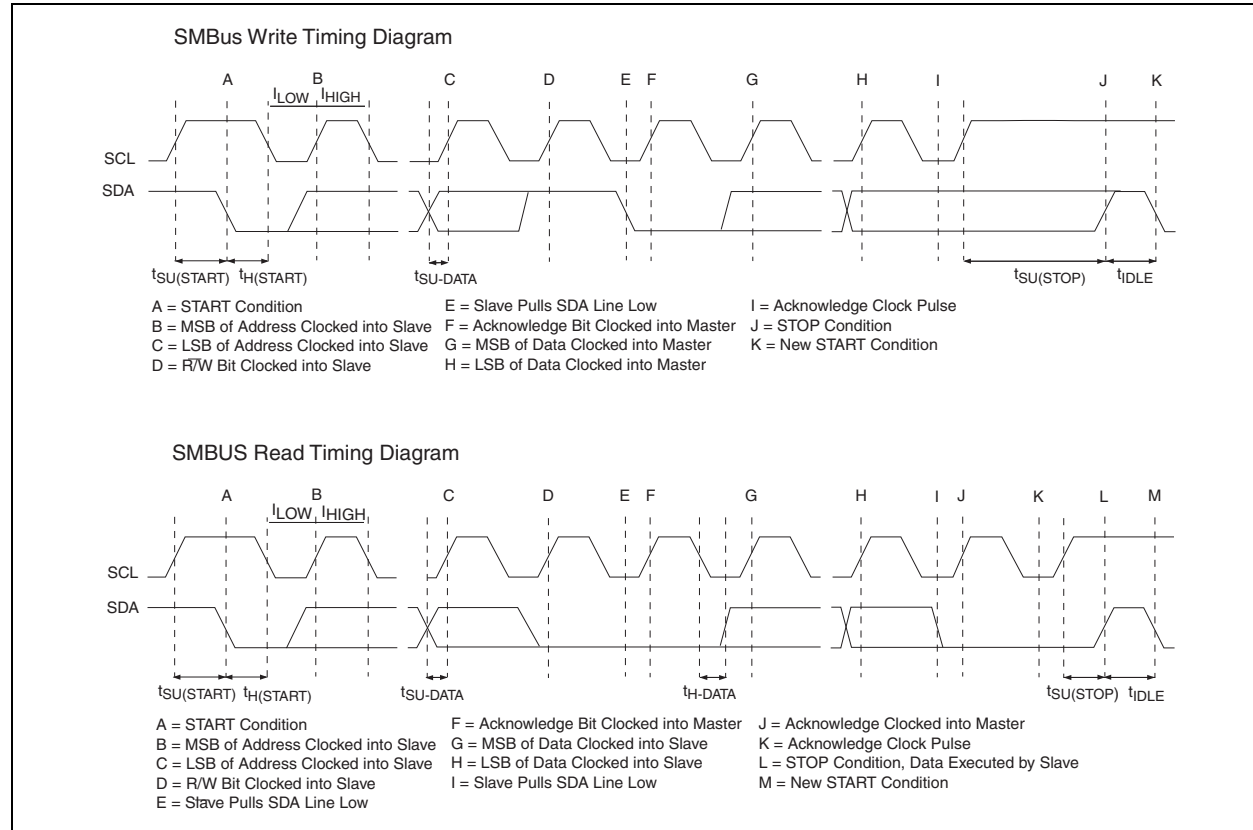 SMBus Write Timing Diagram
A B C D E F G H I J K
ILOW IHIGH
SCL
SDA
tSU(START) tH(START) tSU-DATA tSU(STOP) tIDLE
A = START Condition
B = MSB of Address Clocked into Slave
C = LSB of Address Clocked into Slave
D = R/W Bit Clocked into Slave
E = Slave Pulls SDA Line Low
F = Acknowledge Bit Clocked into Master
G = MSB of Data Clocked into Master
H = LSB of Data Clocked into Master
I = Acknowledge Clock Pulse
J = STOP Condition
K = New START Condition
SMBUS Read Timing Diagram
A B C D E F G H I J K L M
ILOW IHIGH
SCL
SDA
tSU(START) tH(START) tSU-DATA tH-DATA tSU(STOP) tIDLE
A = START Condition
B = MSB of Address Clocked into Slave
C = LSB of Address Clocked into Slave
D = R/W Bit Clocked into Slave
E = Slave Pulls SDA Line Low
F = Acknowledge Bit Clocked into Master
G = MSB of Data Clocked into Slave
H = LSB of Data Clocked into Slave
I = Slave Pulls SDA Line Low
J = Acknowledge Clocked into Master
K = Acknowledge Clock Pulse
L = STOP Condition, Data Executed by Slave
M = New START Condition